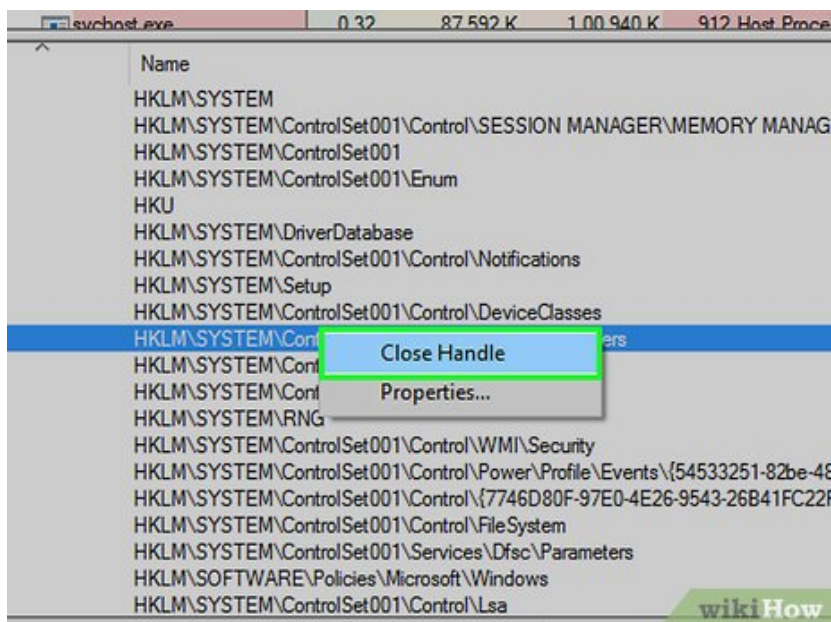 svchost.exe 0.32 87,592 K 1,00,940 K 912 Host Proce
Name
HKLM\SYSTEM
HKLM\SYSTEM\ControlSet001\Control\SESSION MANAGER\MEMORY MANAG
HKLM\SYSTEM\ControlSet001
HKLM\SYSTEM\ControlSet001\Enum
HKU
HKLM\SYSTEM\DriverDatabase
HKLM\SYSTEM\ControlSet001\Control\Notifications
HKLM\SYSTEM\Setup
HKLM\SYSTEM\ControlSet001\Control\DeviceClasses
HKLM\SYSTEM\Cont ers
Close Handle
HKLM\SYSTEM\Cont
HKLM\SYSTEM\Cont
Properties...
HKLM\SYSTEM\RNG
HKLM\SYSTEM\ControlSet001\Control\WMI\Security
HKLM\SYSTEM\ControlSet001\Control\Power\Profile\Events\{54533251-82be-48
HKLM\SYSTEM\ControlSet001\Control\{7746D80F-97E0-4E26-9543-26B41FC22F
HKLM\SYSTEM\ControlSet001\Control\FileSystem
HKLM\SYSTEM\ControlSet001\Services\Dfsc\Parameters
HKLM\SOFTWARE\Policies\Microsoft\Windows
HKLM\SYSTEM\ControlSet001\Control\Lsa
wikiHow